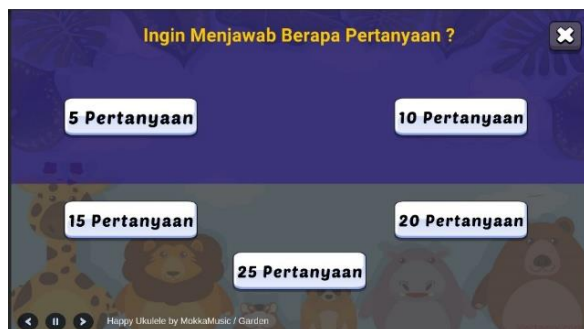 Ingin Menjawab Berapa Pertanyaan ?
5 Pertanyaan
10 Pertanyaan
15 Pertanyaan
20 Pertanyaan
25 Pertanyaan
Happy Ukulele by MokkaMusic / Garden